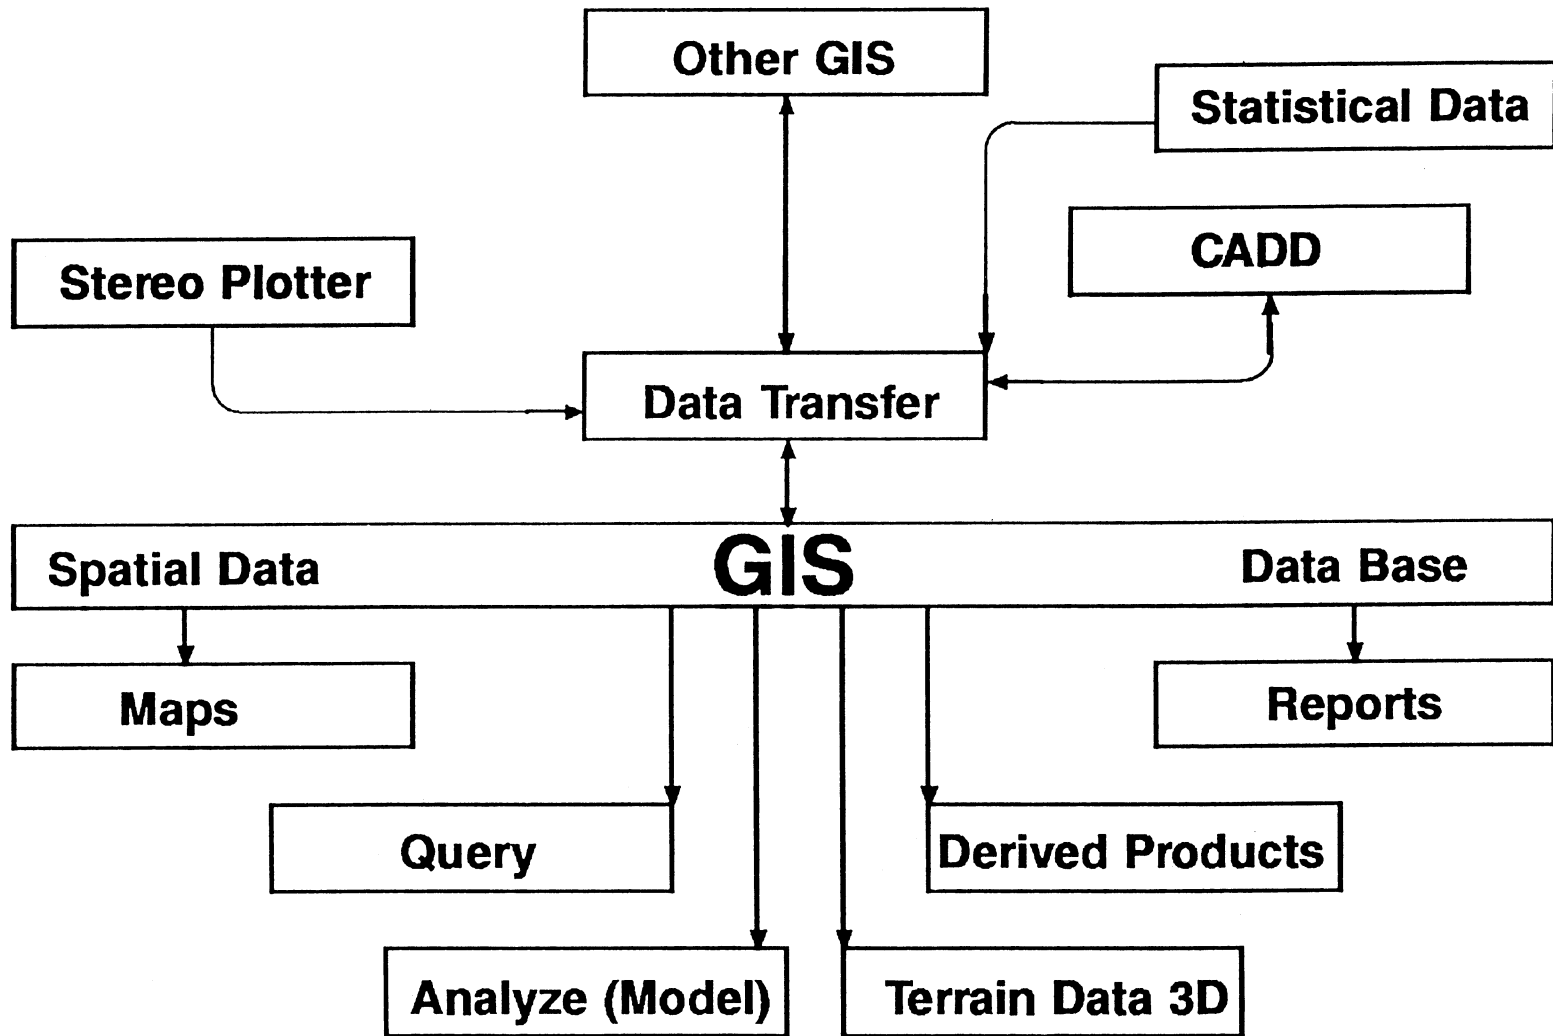 Other GIS
Statistical Data
CADD
Stereo Plotter
Data Transfer
Spatial Data GIS Data Base
Maps
Reports
Query
Derived Products
Analyze (Model)
Terrain Data 3D